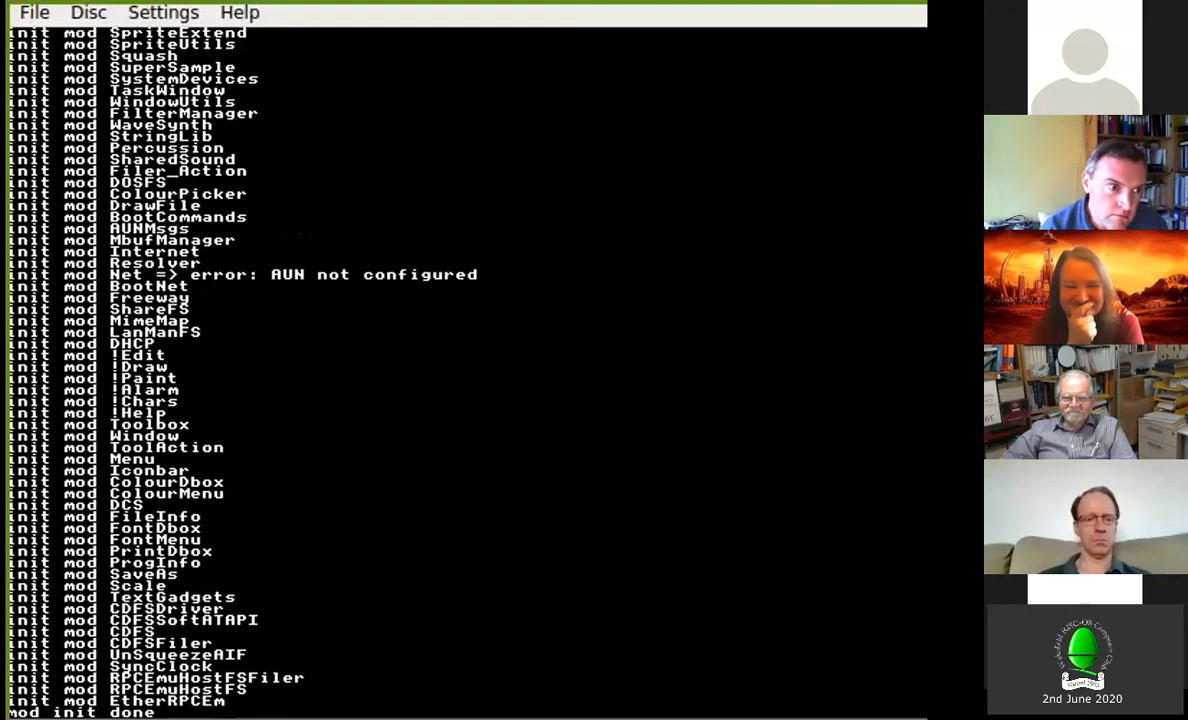 File Disc Settings Help
init mod SpriteExtend
init mod SpriteUtils
init mod Squash
init mod SuperSample
init mod SystemDevices
init mod TaskWindow
init mod WindowUtils
init mod FilterManager
init mod WaveSynth
init mod StringLib
init mod Percussion
init mod SharedSound
init mod Filer_Action
init mod DOSFS
init mod ColourPicker
init mod DrawFile
init mod BootCommands
init mod AUNMsgs
init mod MbufManager
init mod Internet
init mod Resolver
init mod Net => error: AUN not configured
init mod BootNet
init mod Freeway
init mod ShareFS
init mod MimeMap
init mod LanManFS
init mod DHCP
init mod !Edit
init mod !Draw
init mod !Paint
init mod !Alarm
init mod !Chars
init mod !Help
init mod Toolbox
init mod Window
init mod ToolAction
init mod Menu
init mod Iconbar
init mod ColourDbox
init mod ColourMenu
init mod DCS
init mod FileInfo
init mod FontDbox
init mod FontMenu
init mod PrintDbox
init mod ProgInfo
init mod SaveAs
init mod Scale
init mod TextGadgets
init mod CDFSDriver
init mod CDFSSoftATAPI
init mod CDFS
init mod CDFSFiler
init mod UnSqueezeAIF
init mod SyncClock
init mod RPCEmuHostFSFiler
init mod RPCEmuHostFS
init mod EtherRPCEm
mod init done
Wakefield RISC-OS Computer Club
2nd June 2020